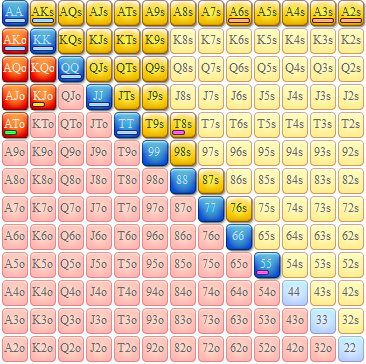 AA AKs AQs AJs ATs A9s A8s A7s A6s A5s A4s A3s A2s
AKo KK KQs KJs KTs K9s K8s K7s K6s K5s K4s K3s K2s
AQo KQo QQ QJs QTs Q9s Q8s Q7s Q6s Q5s Q4s Q3s Q2s
AJo KJo QJo JJ JTs J9s J8s J7s J6s J5s J4s J3s J2s
ATo KTo QTo JTo TT T9s T8s T7s T6s T5s T4s T3s T2s
A9o K9o Q9o J9o T9o 99 98s 97s 96s 95s 94s 93s 92s
A8o K8o Q8o J8o T8o 98o 88 87s 86s 85s 84s 83s 82s
A7o K7o Q7o J7o T7o 97o 87o 77 76s 75s 74s 73s 72s
A6o K6o Q6o J6o T6o 96o 86o 76o 66 65s 64s 63s 62s
A5o K5o Q5o J5o T5o 95o 85o 75o 65o 55 54s 53s 52s
A4o K4o Q4o J4o T4o 94o 84o 74o 64o 54o 44 43s 42s
A3o K3o Q3o J3o T3o 93o 83o 73o 63o 53o 43o 33 32s
A2o K2o Q2o J2o T2o 92o 82o 72o 62o 52o 42o 32o 22